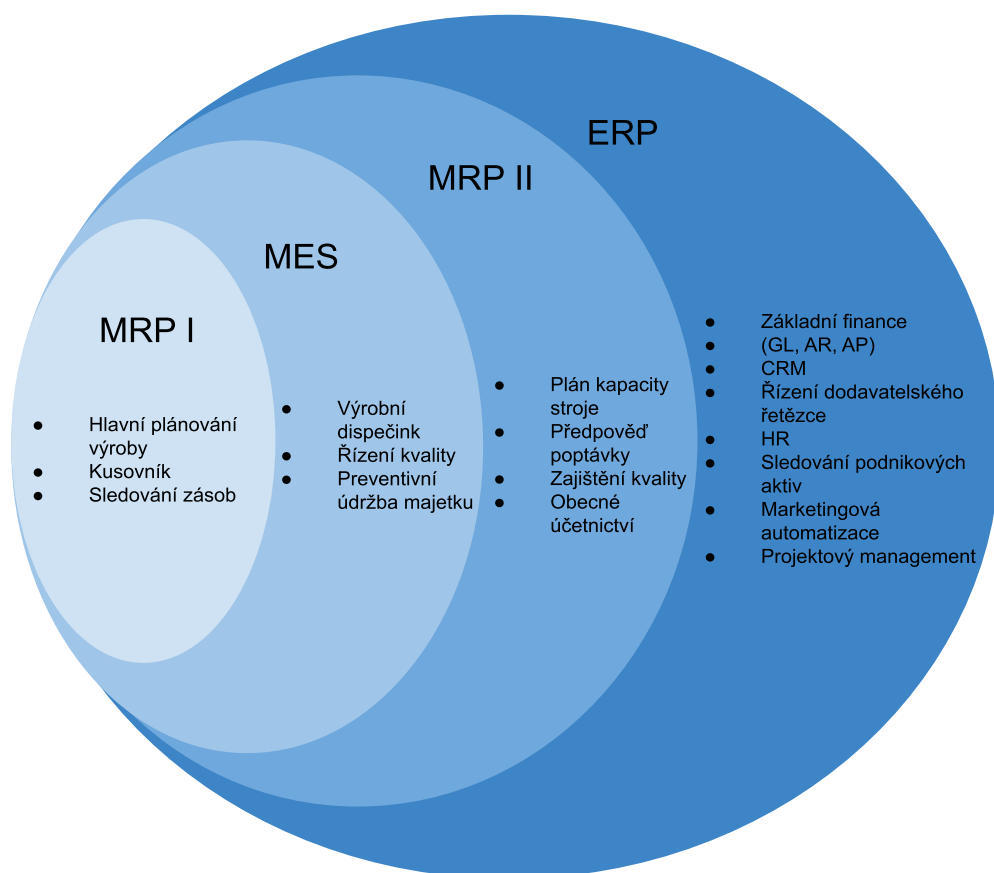 ERP
MRP II
MES
MRP I
● Hlavní plánování
výroby
● Kusovník
● Sledování zásob
● Výrobní
dispečink
● Řízení kvality
● Preventivní
údržba majetku
● Plán kapacity
stroje
● Předpověď
poptávky
● Zajištění kvality
● Obecné
účetnictví
● Základní finance
● (GL, AR, AP)
● CRM
● Řízení dodavatelského
řetězce
● HR
● Sledování podnikových
aktiv
● Marketingová
automatizace
● Projektový management